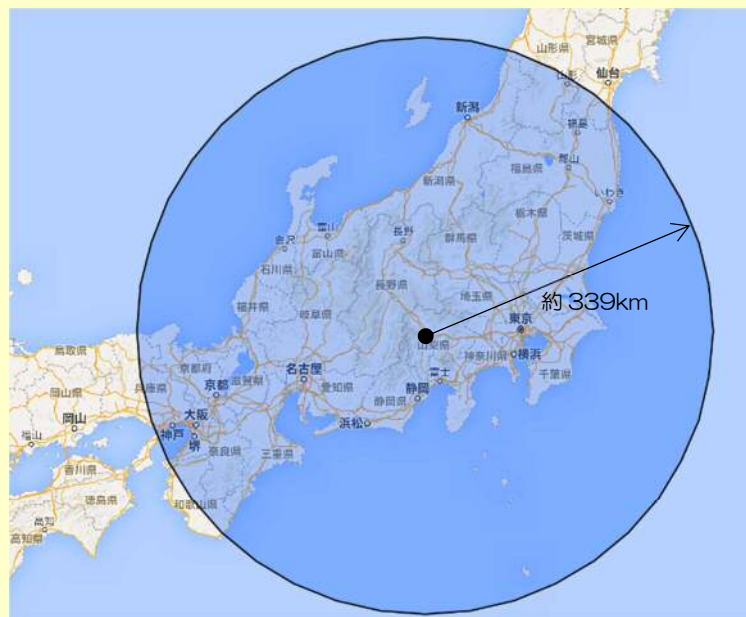 山形県
宮城県
山形
仙台
新潟
福島
郡山
福島県
いわき
新潟県
栃木県
富山
長野
群馬県
茨城県
金沢
富山県
石川県
長野県
埼玉県
約 339km
福井県
岐阜県
東京
山梨県
神奈川県
横浜
千葉県
鳥取県
京都府
兵庫県
滋賀県
名古屋
愛知県
富士
静岡県
静岡
岡山県
京都
岡山
大阪
浜松
神戸
福山
堺
奈良県
三重県
香川県
徳島県
和歌山県
高知
高知県